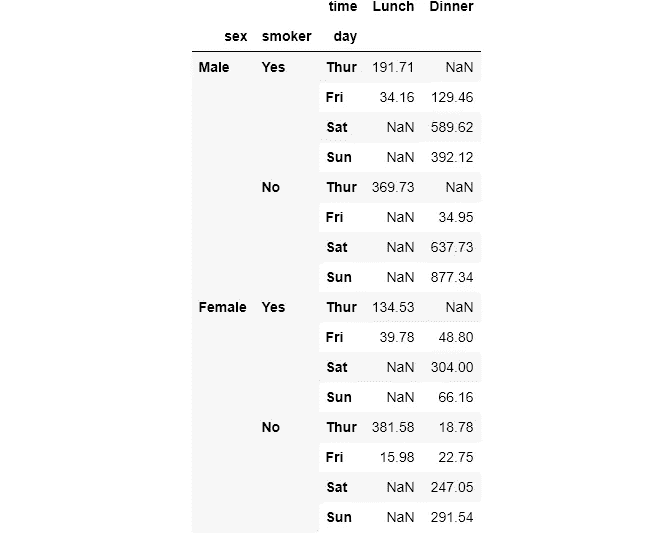 time Lunch Dinner
sex smoker day
Male Yes Thur 191.71 NaN
Fri 34.16 129.46
Sat NaN 589.62
Sun NaN 392.12
No Thur 369.73 NaN
Fri NaN 34.95
Sat NaN 637.73
Sun NaN 877.34
Female Yes Thur 134.53 NaN
Fri 39.78 48.80
Sat NaN 304.00
Sun NaN 66.16
No Thur 381.58 18.78
Fri 15.98 22.75
Sat NaN 247.05
Sun NaN 291.54